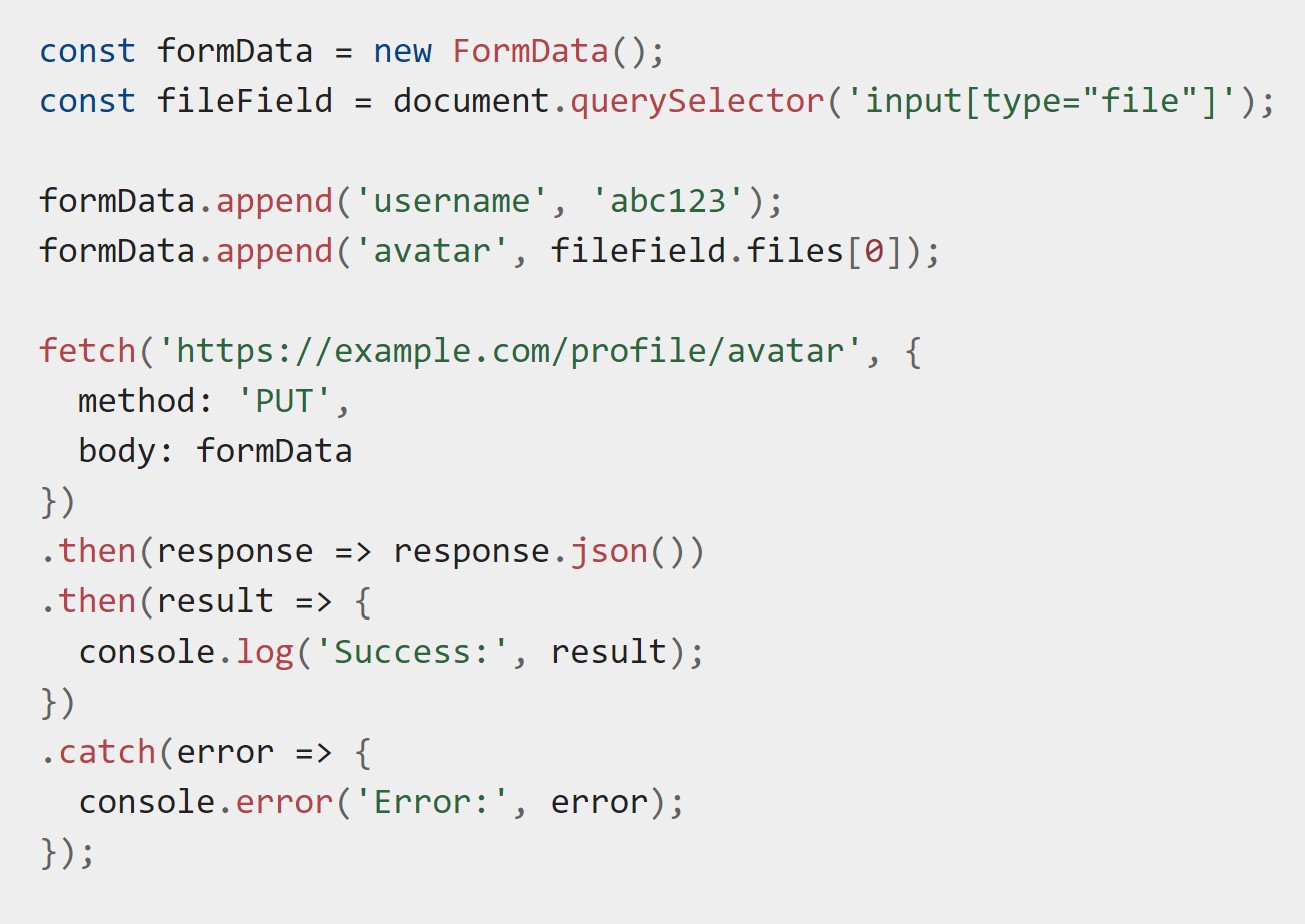 const formData = new FormData();
const fileField = document.querySelector('input[type="file"]');

formData.append('username', 'abc123');
formData.append('avatar', fileField.files[0]);

fetch('https://example.com/profile/avatar', {
  method: 'PUT',
  body: formData
})
.then(response => response.json())
.then(result => {
  console.log('Success:', result);
})
.catch(error => {
  console.error('Error:', error);
});